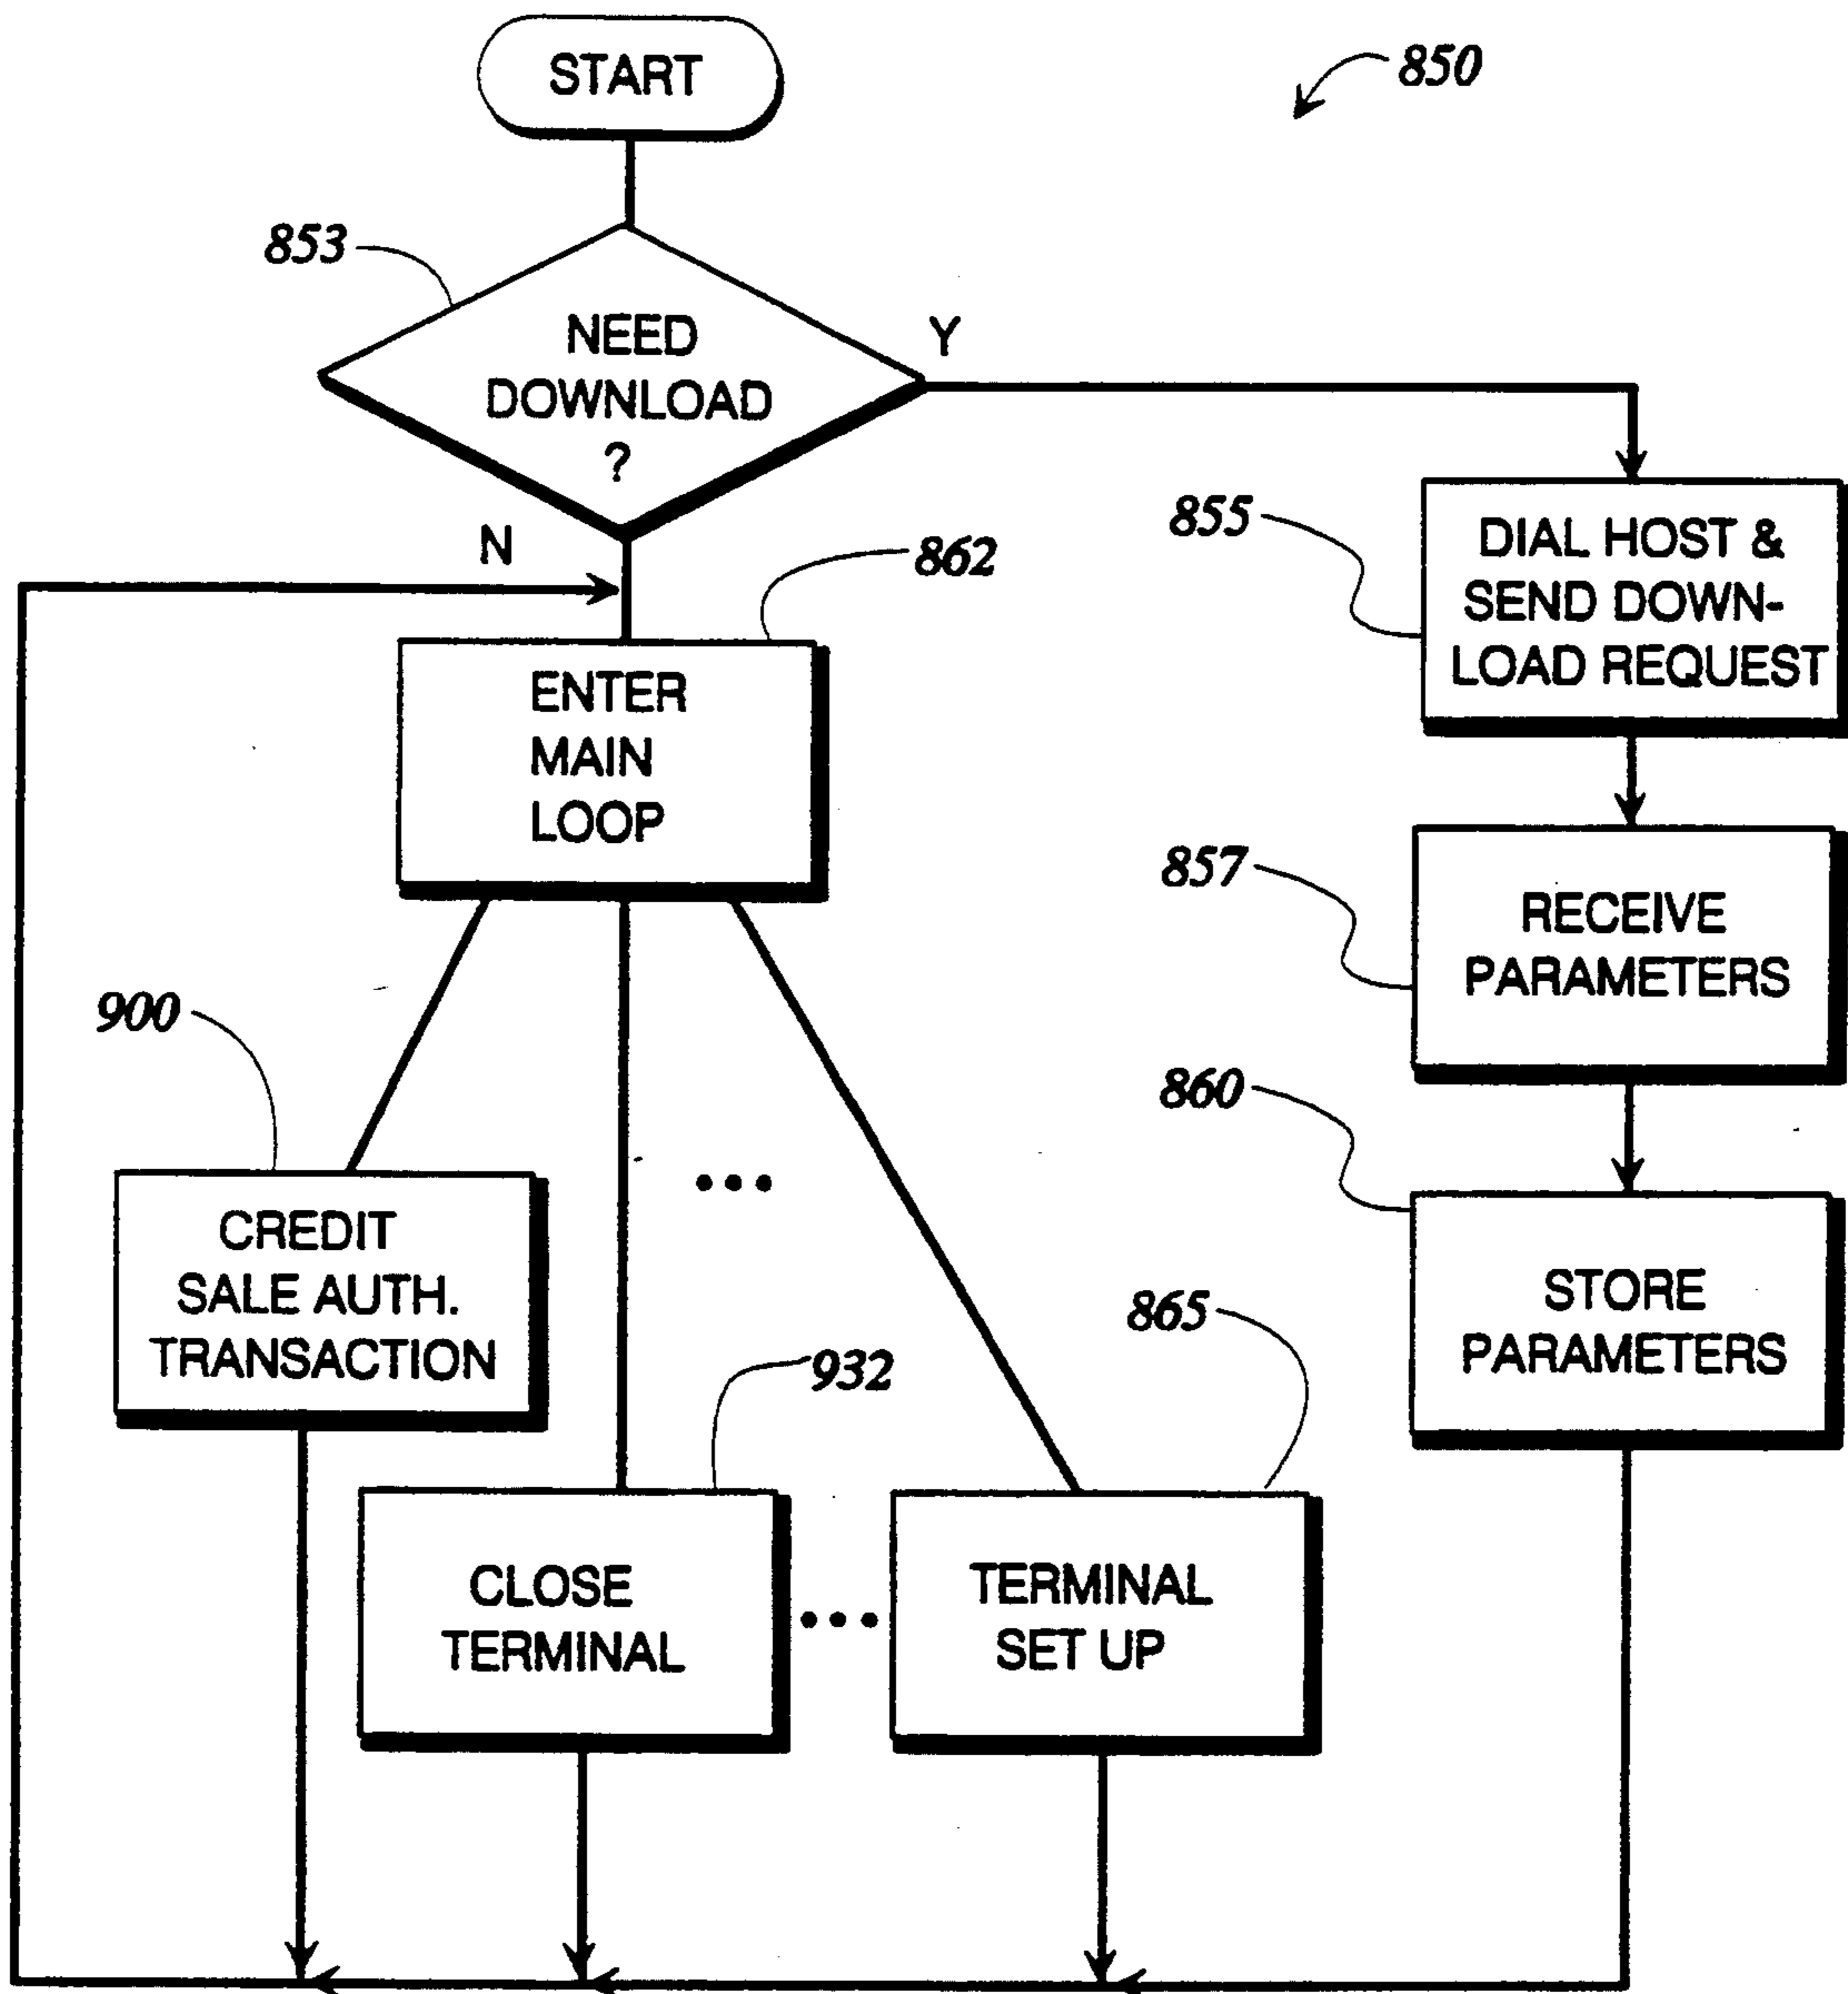 START
850
853
NEED
DOWNLOAD
?
Y
N
862
855
DIAL HOST &
SEND DOWN-
LOAD REQUEST
ENTER
MAIN
LOOP
857
RECEIVE
PARAMETERS
900
860
...
CREDIT
SALE AUTH.
TRANSACTION
STORE
PARAMETERS
865
932
CLOSE
TERMINAL
...
TERMINAL
SET UP